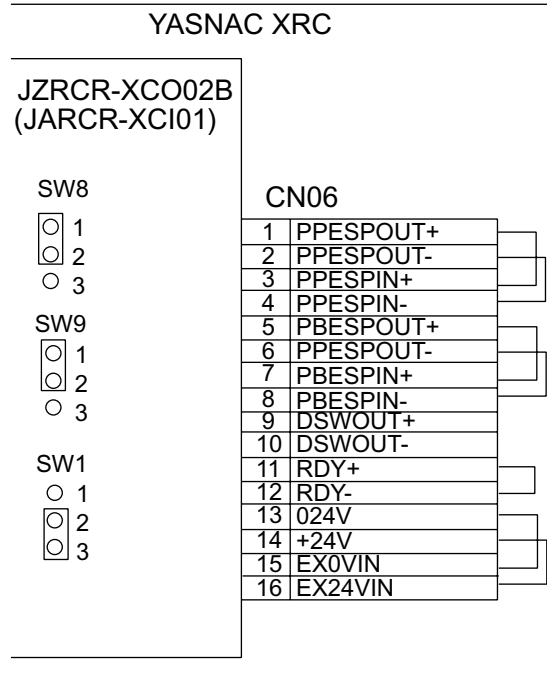 YASNAC XRC
JZRCR-XCO02B
(JARCR-XCI01)
SW8
1
2
3
SW9
1
2
3
SW1
1
2
3
CN06
1 PPESPOUT+
2 PPESPOUT-
3 PPESPIN+
4 PPESPIN-
5 PBESPOUT+
6 PPESPOUT-
7 PBESPIN+
8 PBESPIN-
9 DSWOUT+
10 DSWOUT-
11 RDY+
12 RDY-
13 024V
14 +24V
15 EX0VIN
16 EX24VIN